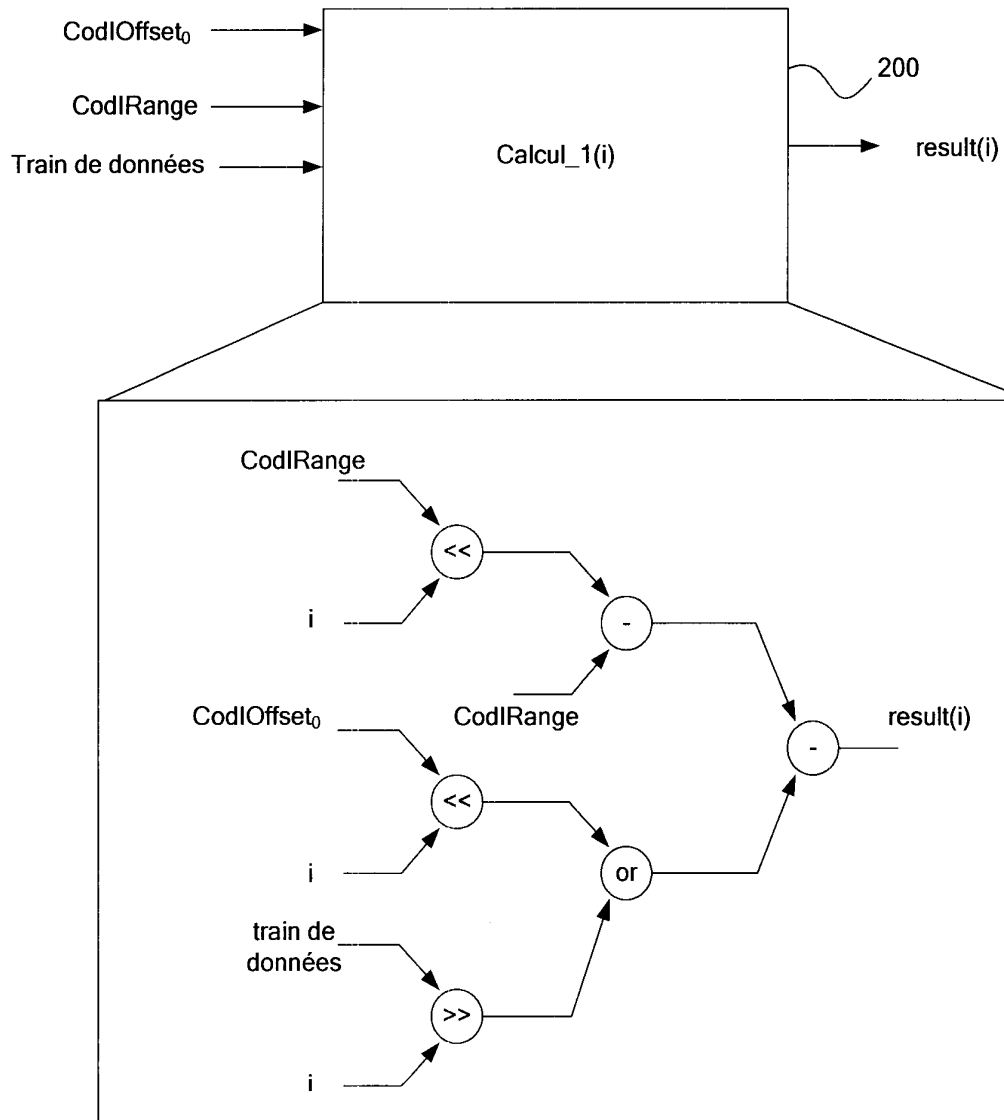 CodIOffset₀
200
CodIRange
Calcul_1(i)
result(i)
Train de données
CodIRange
<<
i
-
CodIOffset₀
CodIRange
result(i)
-
<<
i
or
train de
données
>>
i